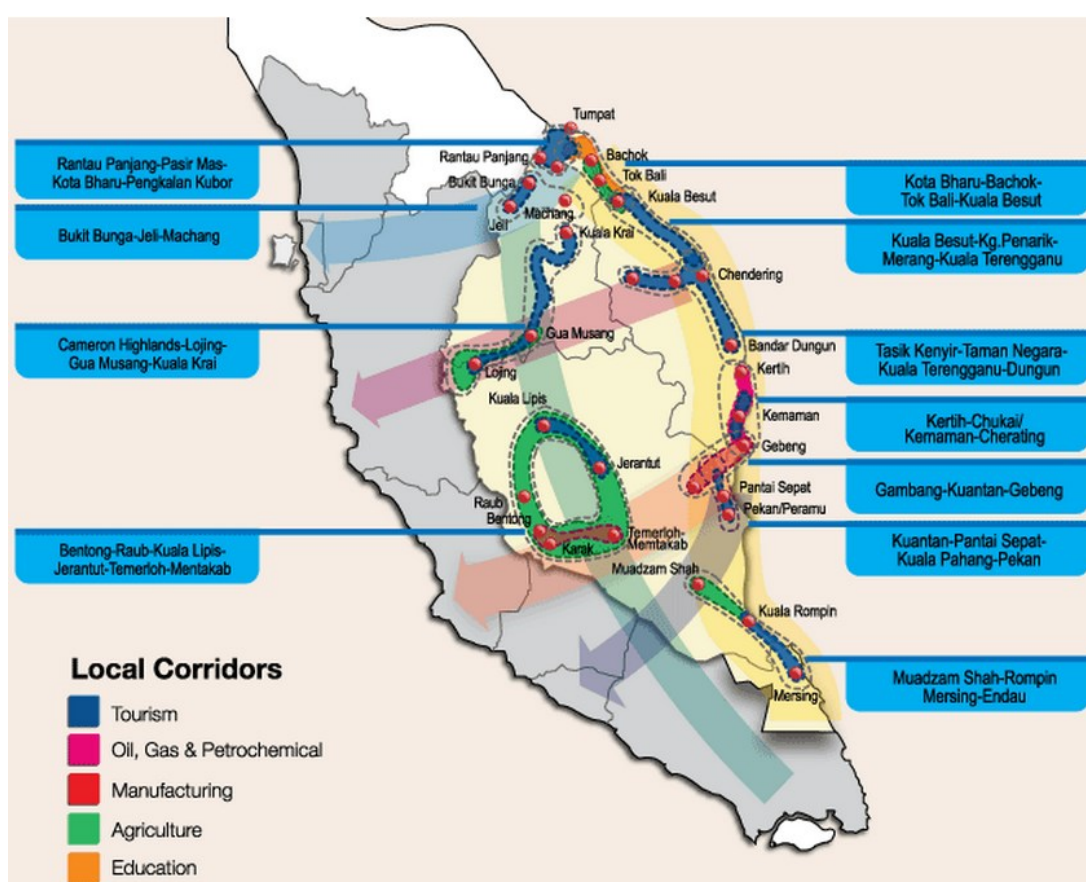 Tumpat
Rantau Panjang
Bachok
Rantau Panjang-Pasir Mas-
Kota Bharu-Pengkalan Kubor
Tok Bali
Kota Bharu-Bachok-
Tok Bali-Kuala Besut
Bukit Bunga
Kuala Besut
Jeli
Machang
Bukit Bunga-Jeli-Machang
Kuala Krai
Kuala Besut-Kg.Penarik-
Merang-Kuala Terengganu
Chendering
Gua Musang
Cameron Highlands-Lojing-
Gua Musang-Kuala Krai
Bandar Dungun
Tasik Kenyir-Taman Negara-
Kuala Terengganu-Dungun
Lojing
Kertih
Kuala Lipis
Kemaman
Kertih-Chukai/
Kemaman-Cherating
Gebeng
Jerantut
Gambang-Kuantan-Gebeng
Raub
Pantai Sepat
Bentong
Pekan/Peramu
Temerloh-
Memtakab
Karak
Kuantan-Pantai Sepat-
Kuala Pahang-Pekan
Bentong-Raub-Kuala Lipis-
Jerantut-Temerloh-Mentakab
Muadzam Shah
Kuala Rompin
Mersing
Muadzam Shah-Rompin
Mersing-Endau
Local Corridors
Tourism
Oil, Gas & Petrochemical
Manufacturing
Agriculture
Education